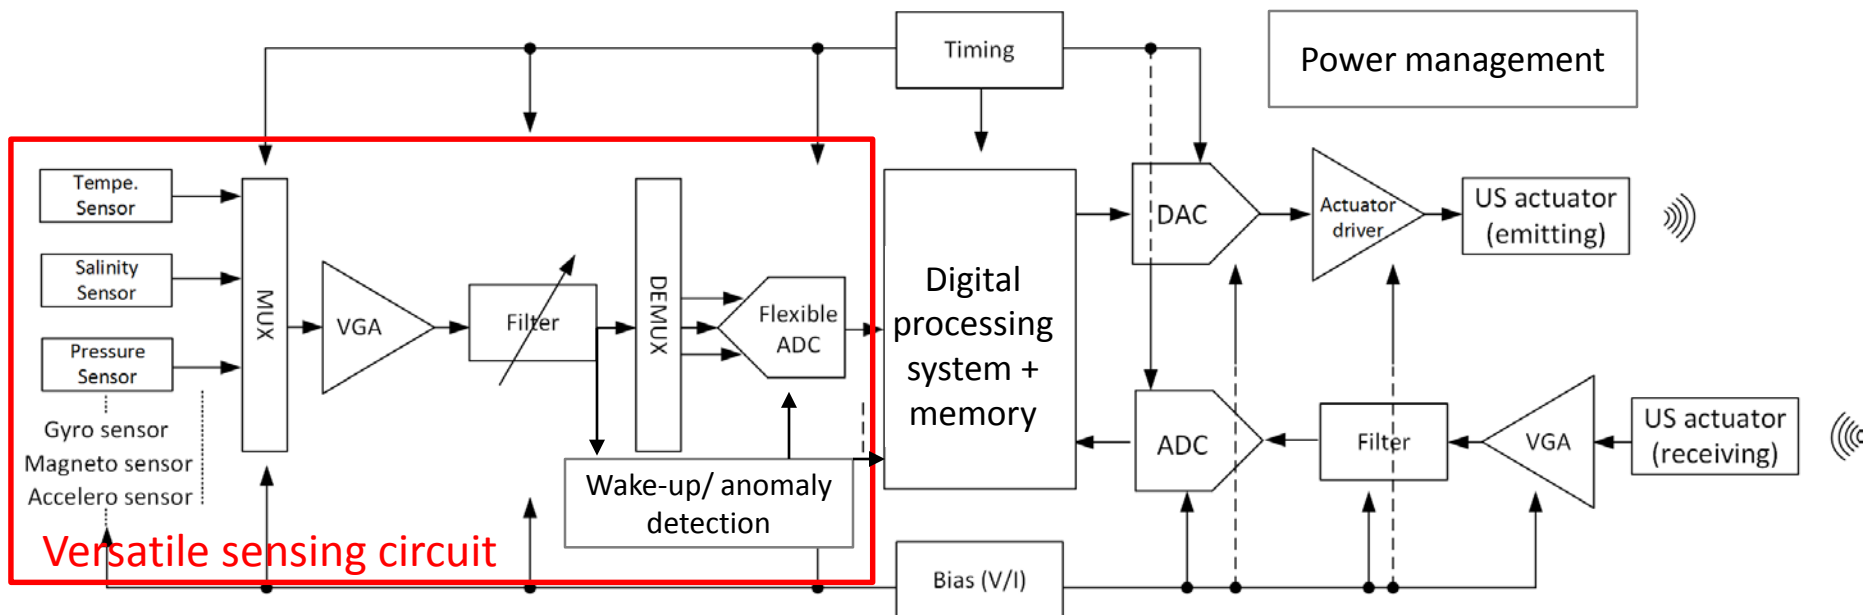 Timing
Power management
Tempe.
Sensor
Salinity
Sensor
Pressure
Sensor
Gyro sensor
Magneto sensor
Accelero sensor
MUX
VGA
Filter
DEMUX
Flexible
ADC
Wake-up/ anomaly
detection
Versatile sensing circuit
Digital
processing
system +
memory
DAC
Actuator
driver
US actuator
(emitting)
ADC
Filter
VGA
US actuator
(receiving)
Bias (V/I)